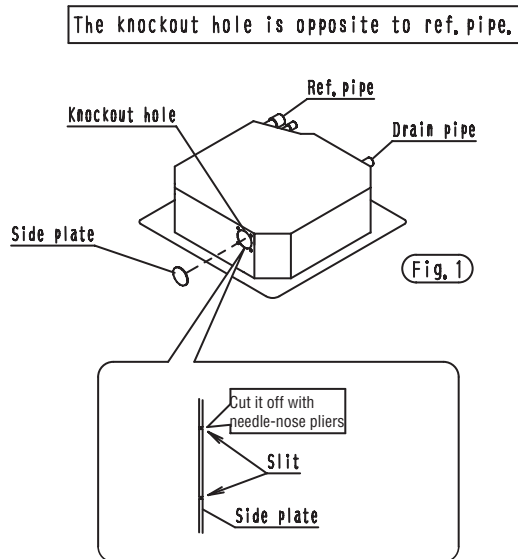 The knockout hole is opposite to ref. pipe.
Ref. pipe
Knockout hole
Drain pipe
Side plate
Fig. 1
Cut it off with
needle-nose pliers
Slit
Side plate